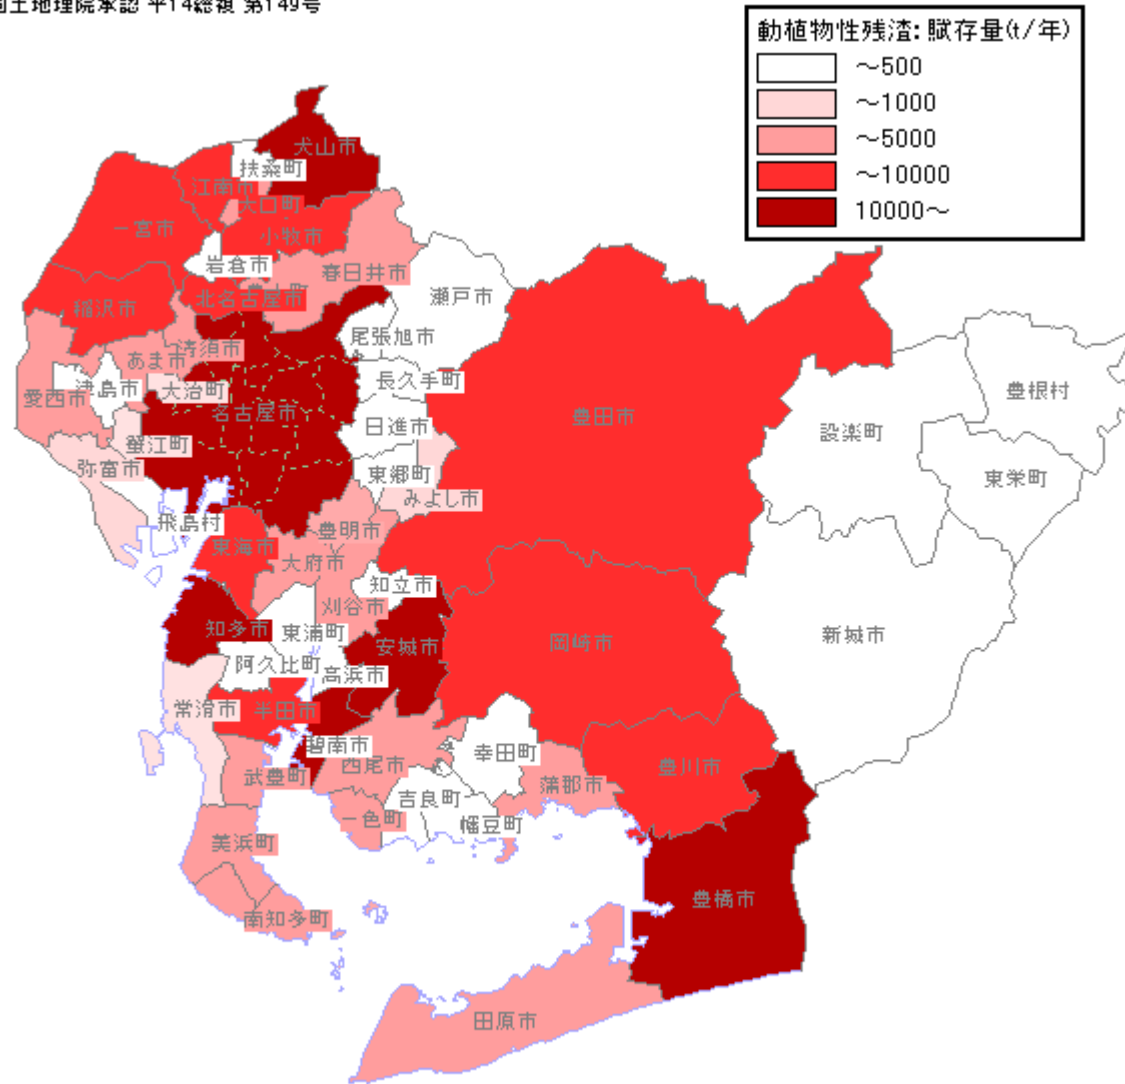 国土地理院承認 平14総複 第149号
動植物性残渣：賦存量(t/年)
～500
～1000
～5000
～10000
10000～
犬山市
扶桑町
江南市
大口町
一宮市
小牧市
岩倉市
春日井市
瀬戸市
北名古屋市
稲沢市
尾張旭市
清須市
あま市
長久手町
津島市
大治町
愛西市
名古屋市
豊田市
豊根村
日進市
設楽町
蟹江町
弥富市
東郷町
東栄町
みよし市
飛島村
豊明市
東海市
大府市
知立市
刈谷市
知多市
東浦町
安城市
岡崎市
新城市
阿久比町
高浜市
常滑市
半田市
碧南市
幸田町
西尾市
豊川市
武豊町
蒲郡市
吉良町
一色町
幡豆町
美浜町
豊橋市
南知多町
田原市